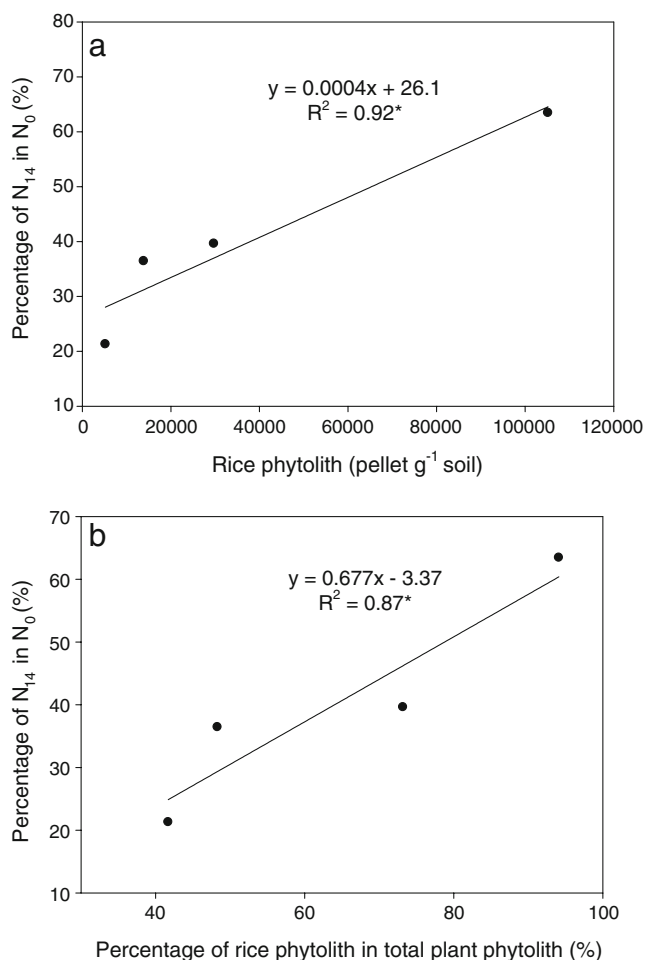 a
80
70
60
50
40
30
20
10
Percentage of N14 in N0 (%)
y = 0.0004x + 26.1
R2 = 0.92*
0 20000 40000 60000 80000 100000 120000
Rice phytolith (pellet g-1 soil)
b
70
60
50
40
30
20
10
Percentage of N14 in N0 (%)
y = 0.677x - 3.37
R2 = 0.87*
40 60 80 100
Percentage of rice phytolith in total plant phytolith (%)